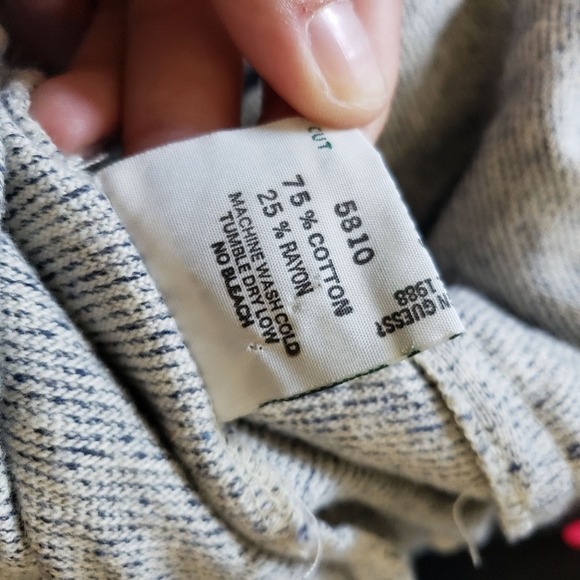 CUT
N GUESS?
1988
5810
75 % COTTON
25 % RAYON
MACHINE WASH COLD
TUMBLE DRY LOW
NO BLEACH